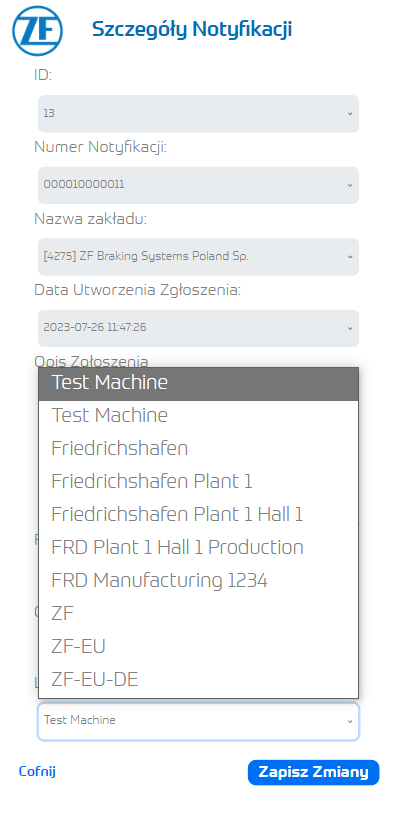 ZF
Szczegóły Notyfikacji
ID:
13
Numer Notyfikacji:
000010000011
Nazwa zakładu:
[4275] ZF Braking Systems Poland Sp.
Data Utworzenia Zgłoszenia:
2023-07-26 11:47:26
Opis Zgłoszenia
Test Machine
Test Machine
Friedrichshafen
Friedrichshafen Plant 1
Friedrichshafen Plant 1 Hall 1
FRD Plant 1 Hall 1 Production
FRD Manufacturing 1234
ZF
ZF-EU
ZF-EU-DE
Test Machine
Cofnij
Zapisz Zmiany